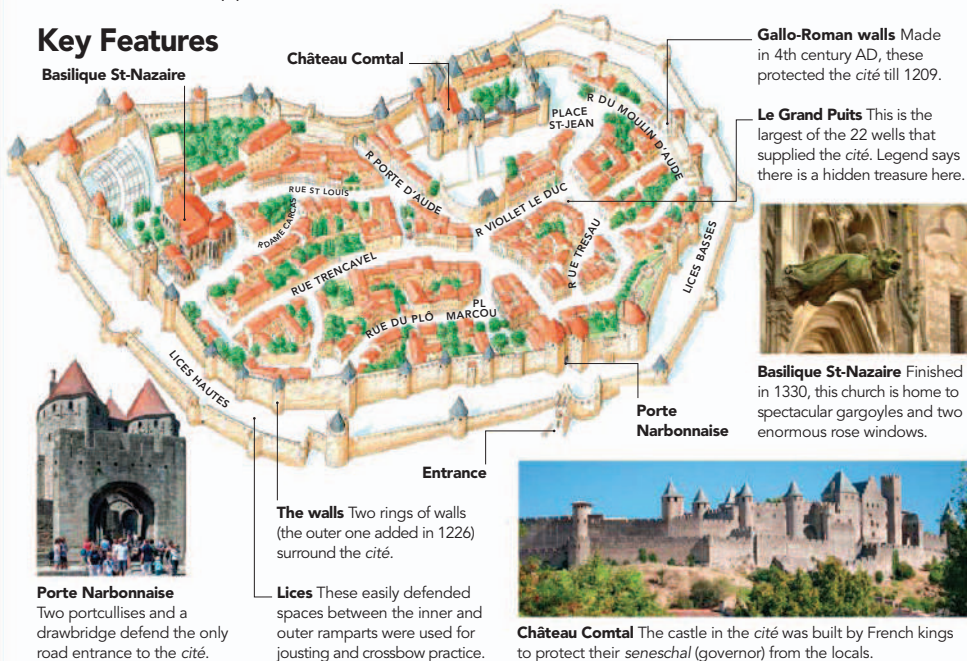 Key Features
Basilique St-Nazaire
Château Comtal
Gallo-Roman walls Made
in 4th century AD, these
protected the cité till 1209.
Le Grand Puits This is the
largest of the 22 wells that
supplied the cité. Legend says
there is a hidden treasure here.
PLACE
ST-JEAN
R DU MOULIN D'AUDE
R PORTE D'AUDE
RUE ST LOUIS
R DAME CARCAS
R VIOLLET LE DUC
RUE TRESAU
LICES BASSES
RUE TRENCAVEL
RUE DU PLÔ
PL
MARCOU
LICES HAUTES
Porte
Narbonnaise
Entrance
Basilique St-Nazaire Finished
in 1330, this church is home to
spectacular gargoyles and two
enormous rose windows.
The walls Two rings of walls
(the outer one added in 1226)
surround the cité.
Porte Narbonnaise
Two portcullises and a
drawbridge defend the only
road entrance to the cité.
Lices These easily defended
spaces between the inner and
outer ramparts were used for
jousting and crossbow practice.
Château Comtal The castle in the cité was built by French kings
to protect their seneschal (governor) from the locals.